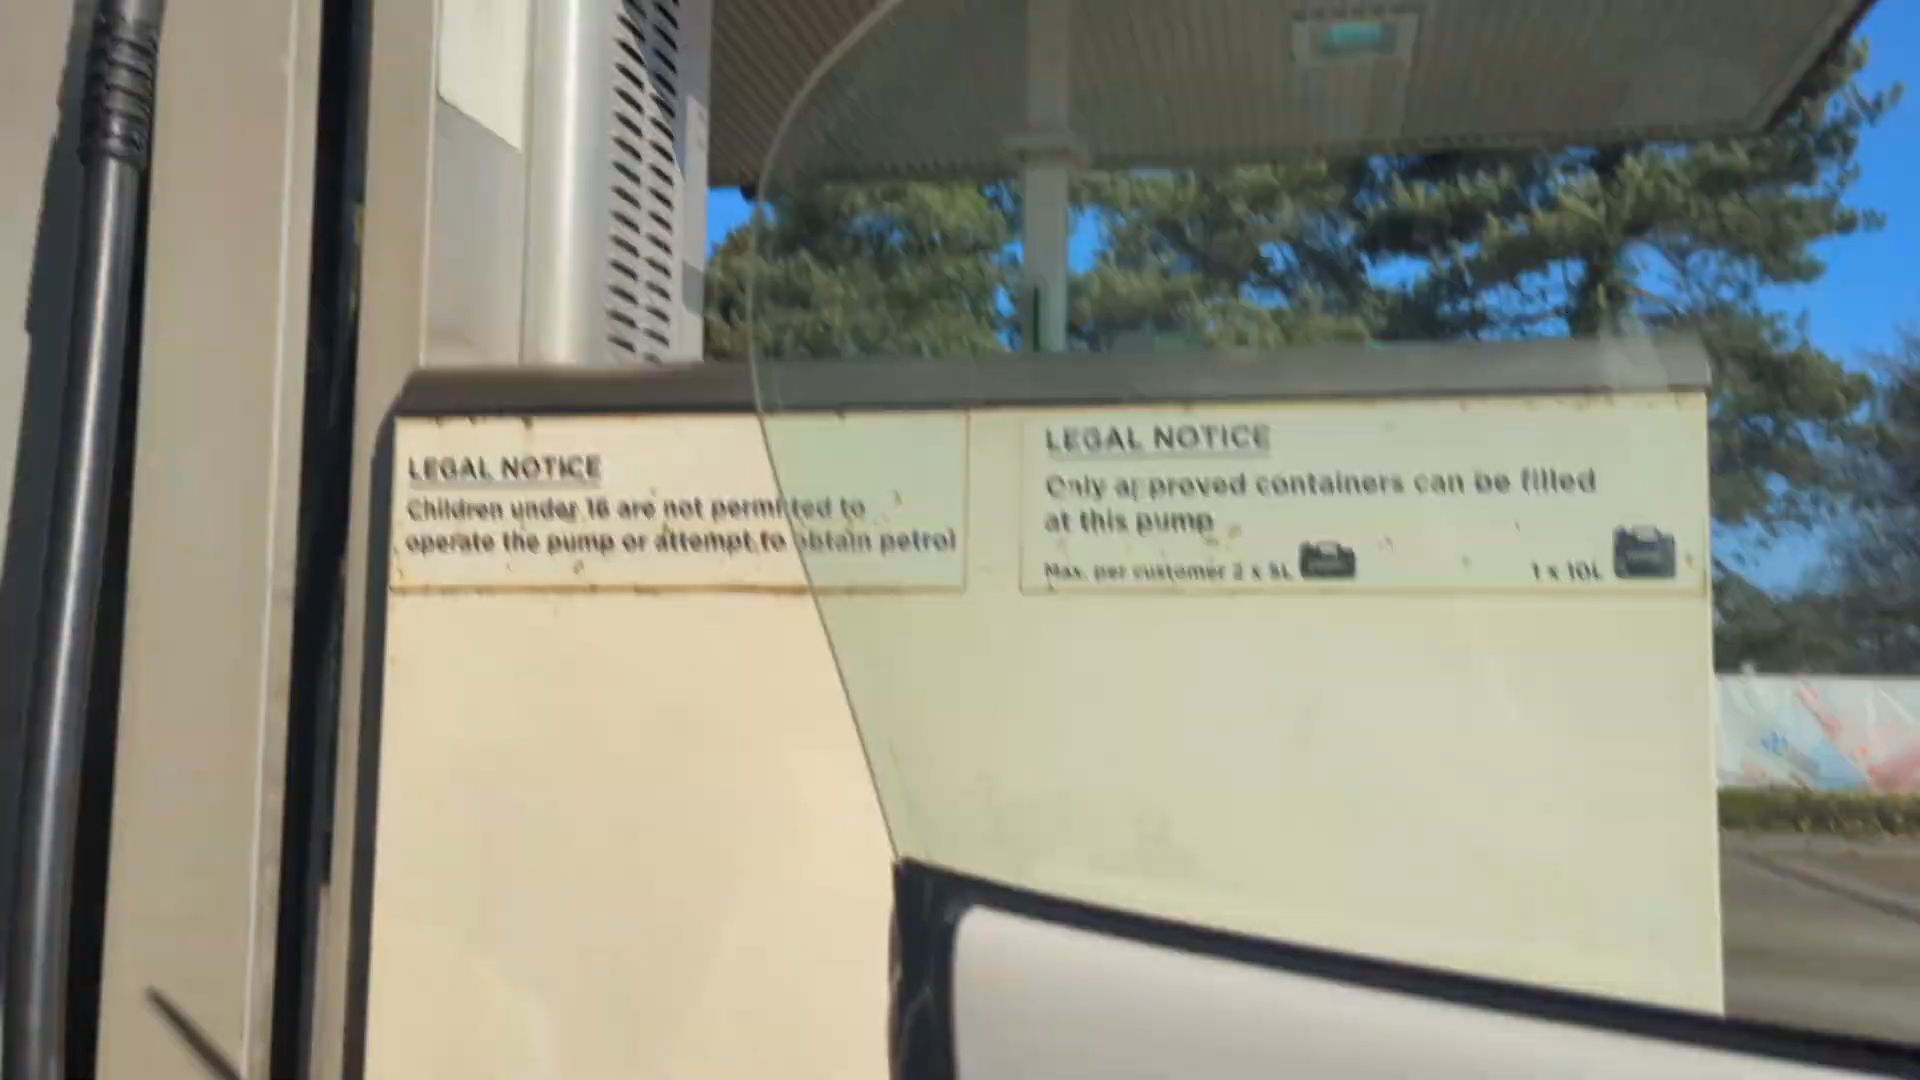 LEGAL NOTICE
Children under 16 are not permitted to
operate the pump or attempt to obtain petrol
LEGAL NOTICE
Only approved containers can be filled
at this pump
Max. per customer 2 x 5L
1 x 10L